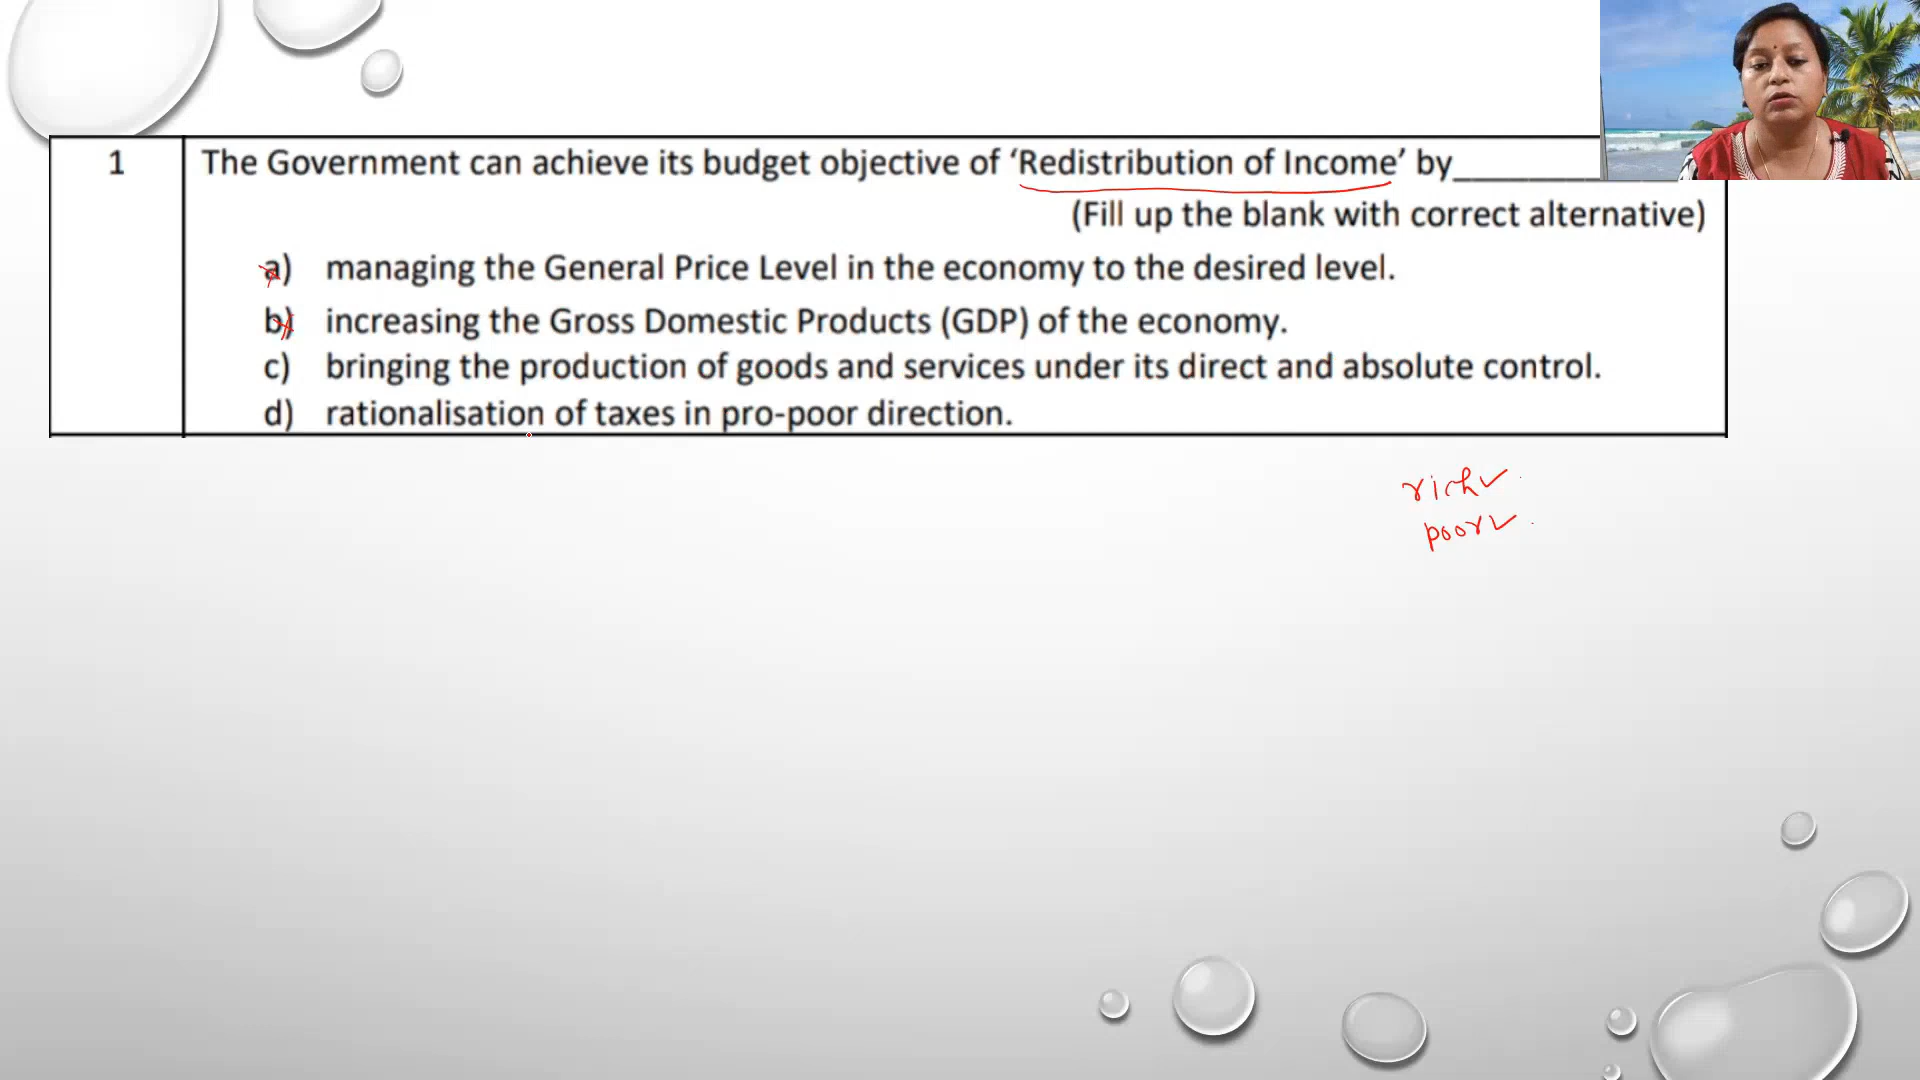 1
The Government can achieve its budget objective of ‘Redistribution of Income’ by____________
(Fill up the blank with correct alternative)
a) managing the General Price Level in the economy to the desired level.
b) increasing the Gross Domestic Products (GDP) of the economy.
c) bringing the production of goods and services under its direct and absolute control.
d) rationalisation of taxes in pro-poor direction.
rich ✓
poor ✓